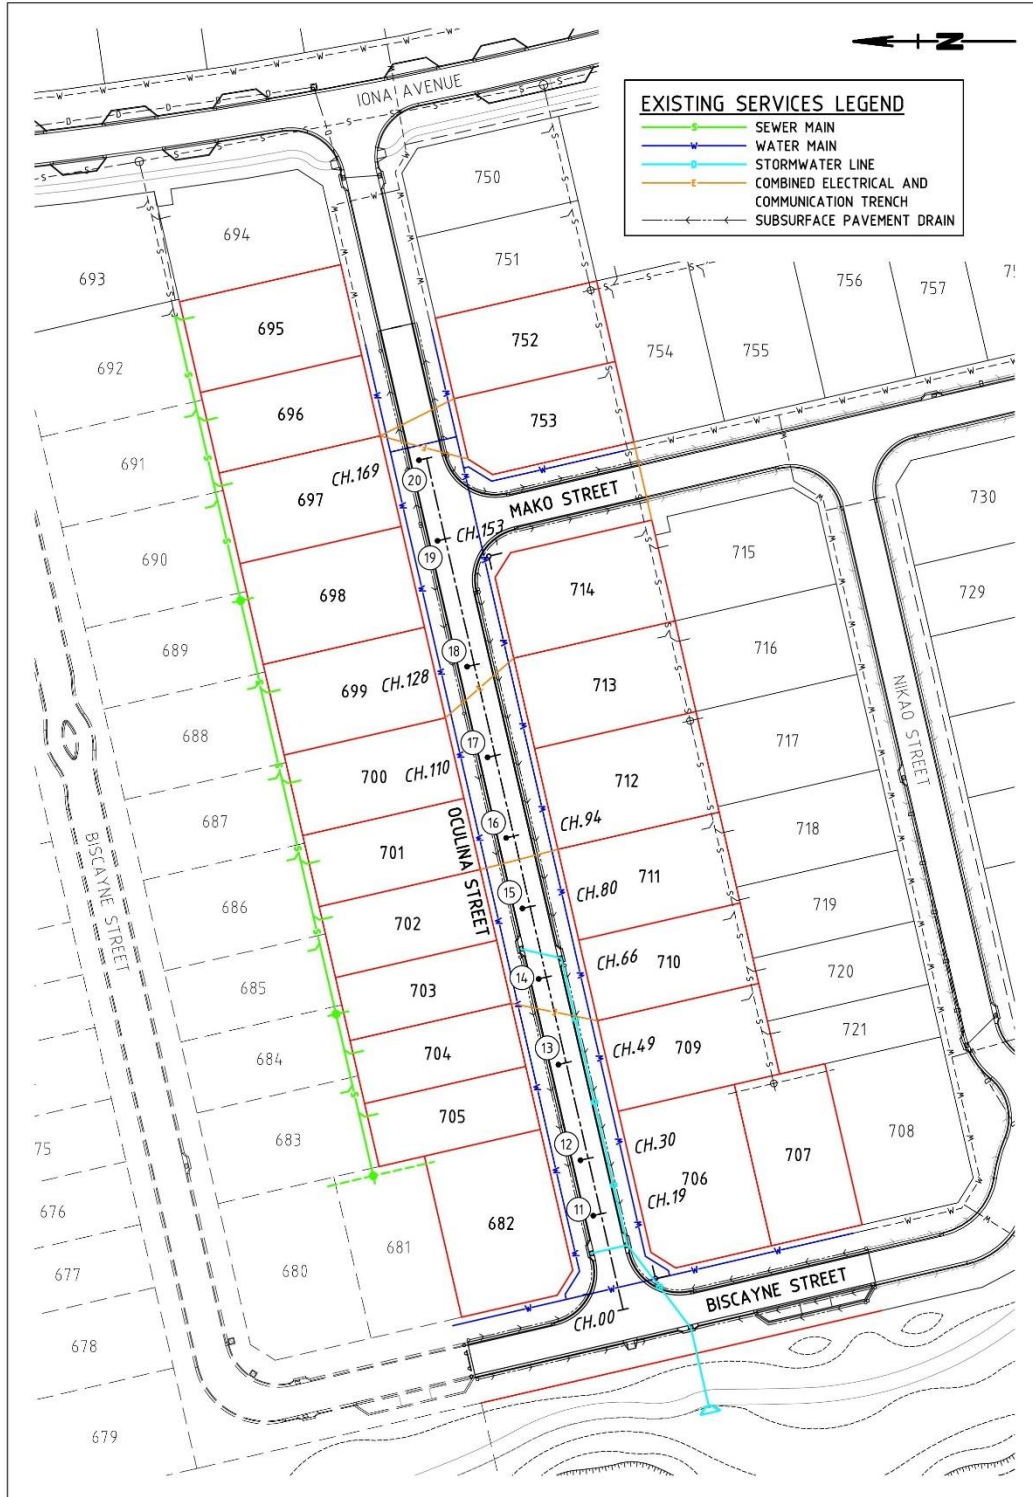 IONA AVENUE
N
EXISTING SERVICES LEGEND
S SEWER MAIN
W WATER MAIN
D STORMWATER LINE
E COMBINED ELECTRICAL AND
COMMUNICATION TRENCH
SUBSURFACE PAVEMENT DRAIN
750
694
693
751
756
757
695
752
754
755
692
696
753
691
CH.169
697
20
MAKO STREET
730
CH.153
690
19
715
698
714
729
689
18
716
699
CH.128
713
NIKAO STREET
688
17
717
700
CH.110
712
687
16
CH.94
718
BISCAYNE STREET
701
OCULINA STREET
711
686
15
CH.80
719
702
685
14
CH.66
710
720
703
721
684
13
CH.49
709
704
75
683
705
12
CH.30
708
707
676
706
CH.19
11
682
681
677
680
BISCAYNE STREET
CH.00
678
679